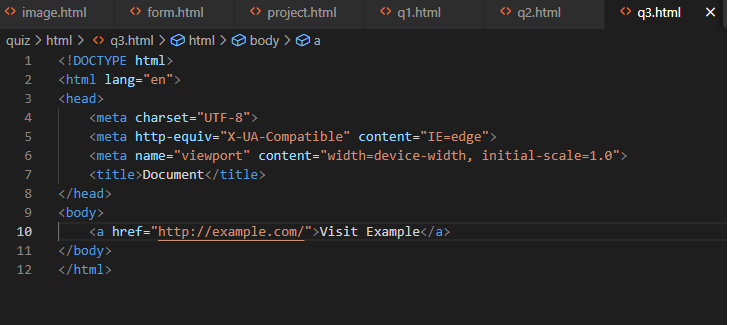 image.html form.html project.html q1.html q2.html q3.html
quiz > html > q3.html > html > body > a
1 <!DOCTYPE html>
2 <html lang="en">
3 <head>
4 <meta charset="UTF-8">
5 <meta http-equiv="X-UA-Compatible" content="IE=edge">
6 <meta name="viewport" content="width=device-width, initial-scale=1.0">
7 <title>Document</title>
8 </head>
9 <body>
10 <a href="http://example.com/">Visit Example</a>
11 </body>
12 </html>